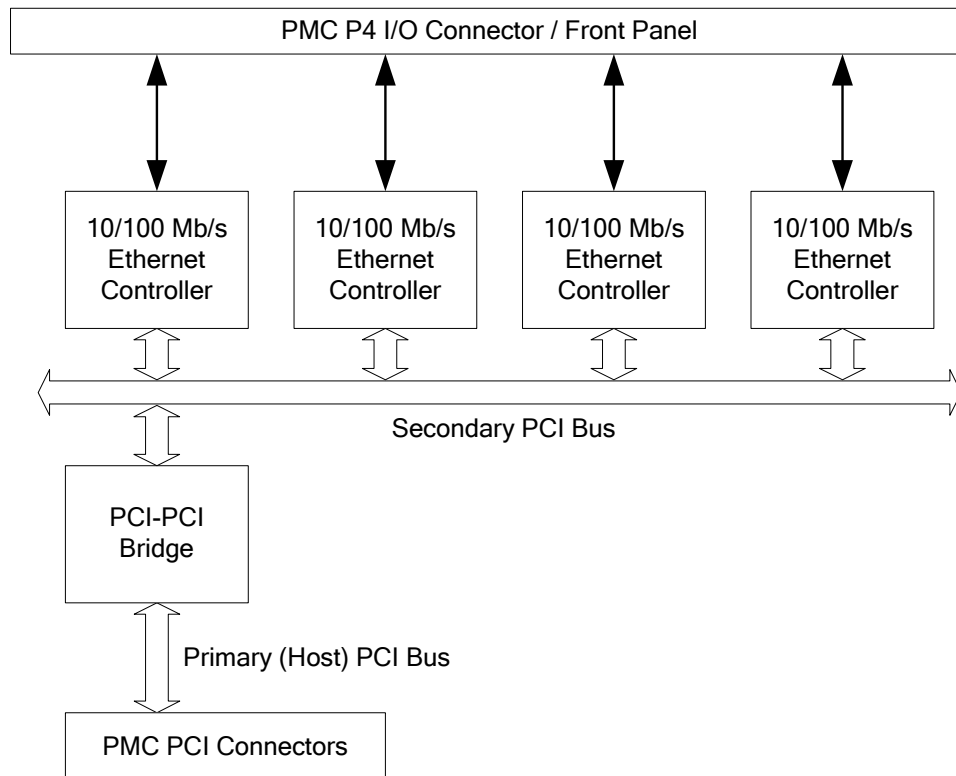 PMC P4 I/O Connector / Front Panel
10/100 Mb/s
Ethernet
Controller
10/100 Mb/s
Ethernet
Controller
10/100 Mb/s
Ethernet
Controller
10/100 Mb/s
Ethernet
Controller
Secondary PCI Bus
PCI-PCI
Bridge
Primary (Host) PCI Bus
PMC PCI Connectors